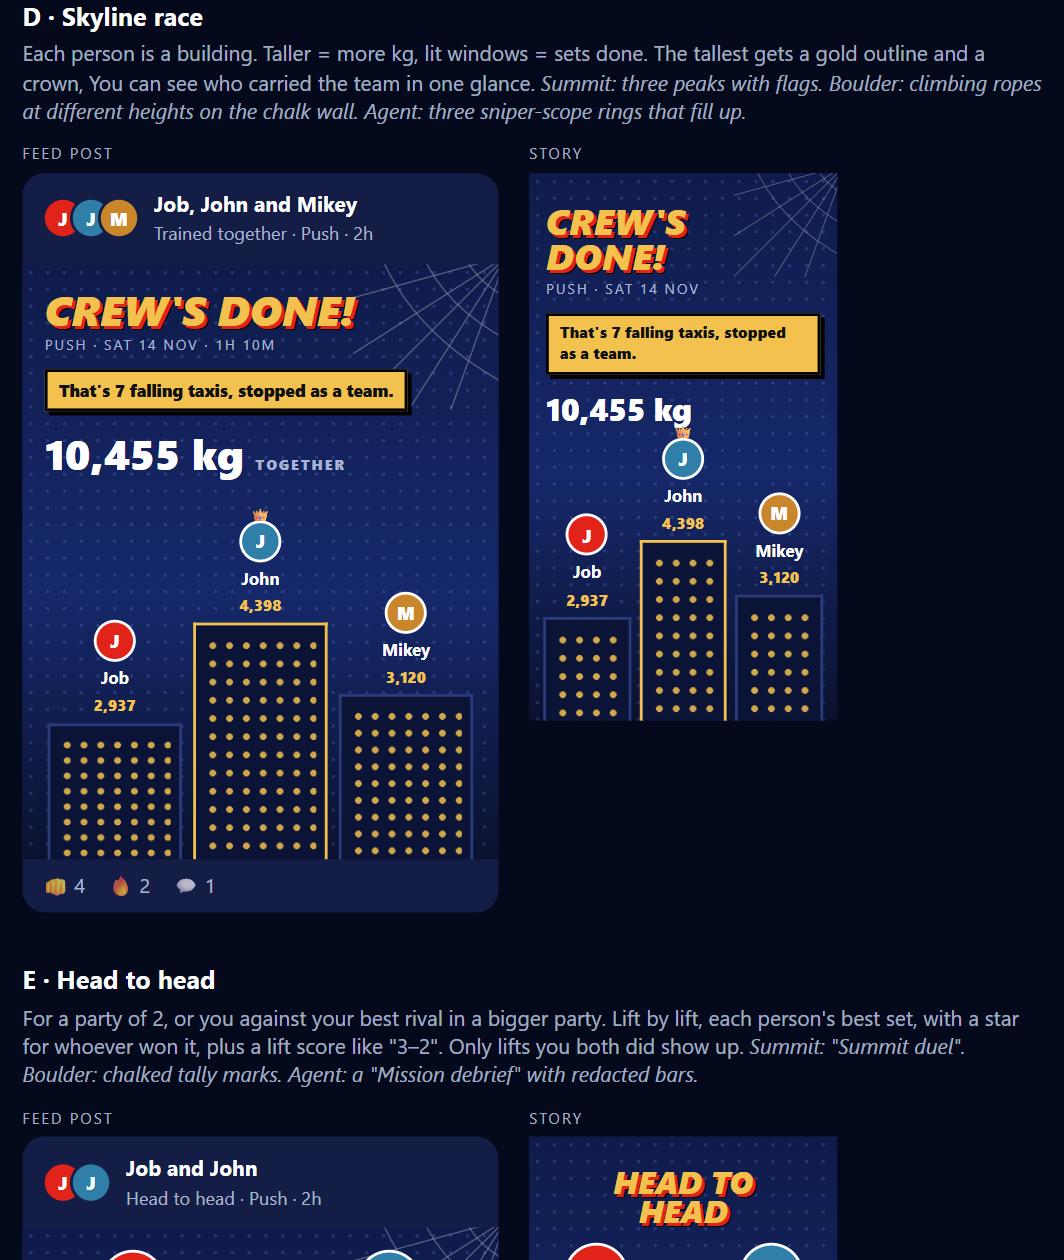 D · Skyline race
Each person is a building. Taller = more kg, lit windows = sets done. The tallest gets a gold outline and a
crown, You can see who carried the team in one glance. Summit: three peaks with flags. Boulder: climbing ropes
at different heights on the chalk wall. Agent: three sniper-scope rings that fill up.
FEED POST
J J M
Job, John and Mikey
Trained together · Push · 2h
CREW'S DONE!
PUSH · SAT 14 NOV · 1H 10M
That's 7 falling taxis, stopped as a team.
10,455 kg TOGETHER
J
John
4,398
M
Mikey
3,120
J
Job
2,937
4 2 1
STORY
CREW'S
DONE!
PUSH · SAT 14 NOV
That's 7 falling taxis, stopped
as a team.
10,455 kg
J
John
4,398
M
Mikey
3,120
J
Job
2,937
E · Head to head
For a party of 2, or you against your best rival in a bigger party. Lift by lift, each person's best set, with a star
for whoever won it, plus a lift score like "3–2". Only lifts you both did show up. Summit: "Summit duel".
Boulder: chalked tally marks. Agent: a "Mission debrief" with redacted bars.
FEED POST
J J
Job and John
Head to head · Push · 2h
STORY
HEAD TO
HEAD